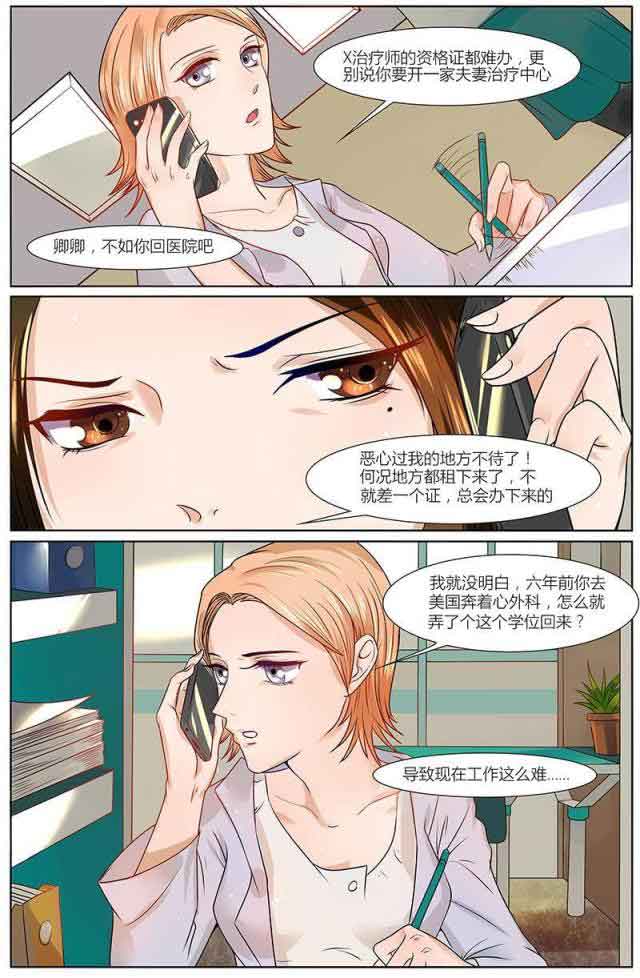 X治疗师的资格证都难办，更
别说你要开一家夫妻治疗中心
卿卿，不如你回医院吧
恶心过我的地方不待了！
何况地方都租下来了，不
就差一个证，总会办下来的
我就没明白，六年前你去
美国奔着心外科，怎么就
弄了个这个学位回来？
导致现在工作这么难……